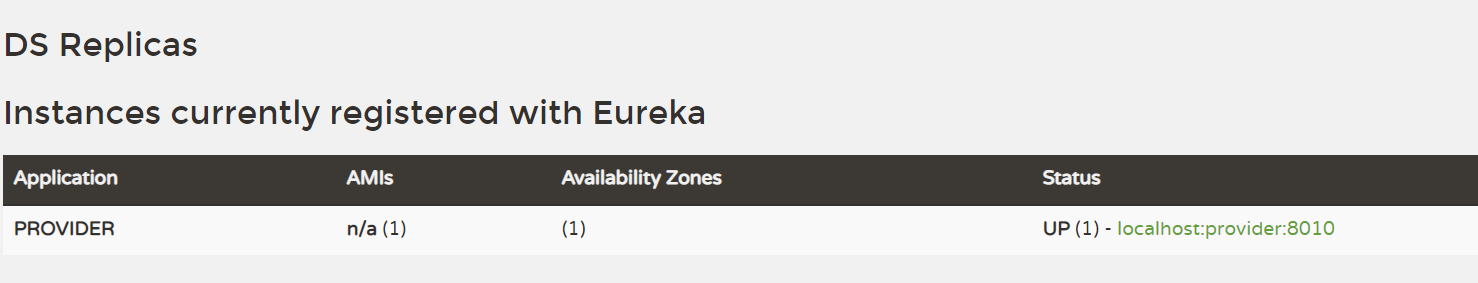 DS Replicas
Instances currently registered with Eureka
Application AMIs Availability Zones Status
PROVIDER n/a (1) (1) UP (1) - localhost:provider:8010